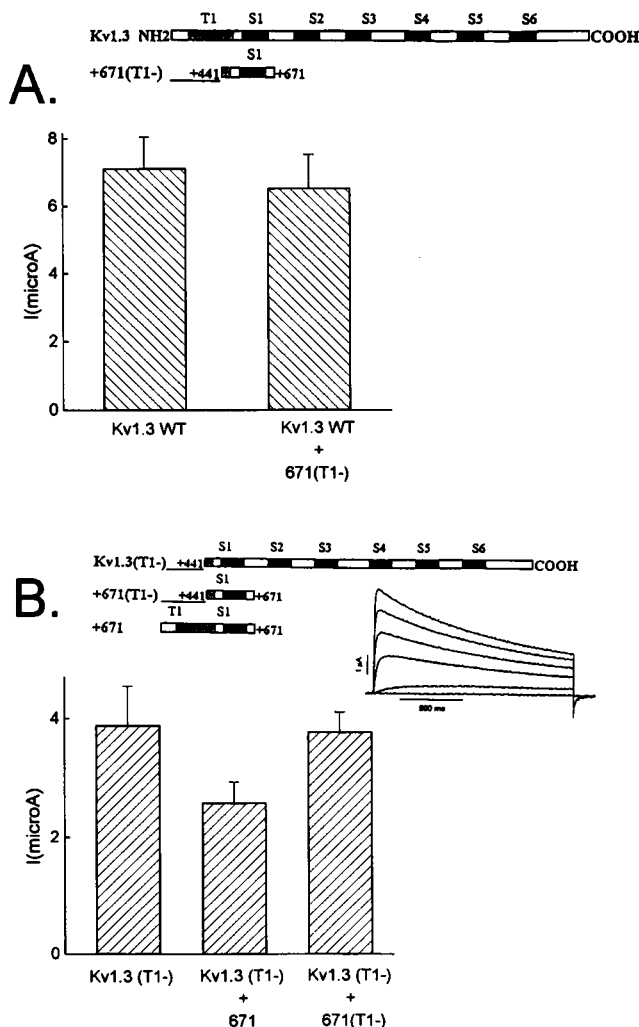 T1 S1 S2 S3 S4 S5 S6
Kv1.3 NH2 COOH
S1
+671(T1-) +441 +671
A.
8
6
4
2
0
I(microA)
Kv1.3 WT
Kv1.3 WT
+
671(T1-)
S1 S2 S3 S4 S5 S6
Kv1.3(T1-) +441 COOH
S1
+671(T1-) +441 +671
B.
T1 S1
+671 +671
4
2
0
I(microA)
Kv1.3 (T1-)
Kv1.3 (T1-)
+
671
Kv1.3 (T1-)
+
671(T1-)